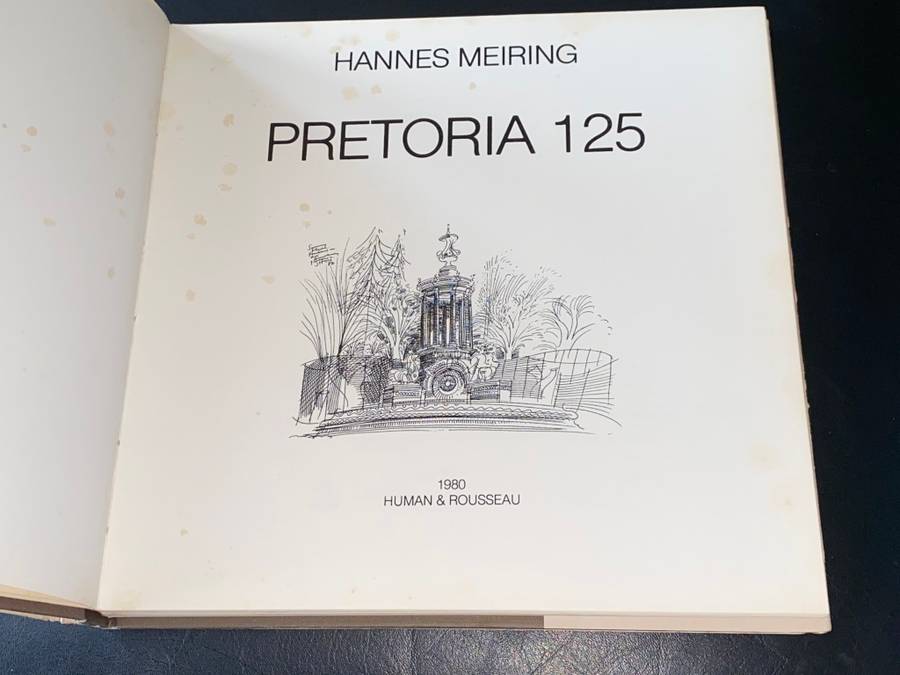 HANNES MEIRING
PRETORIA 125
1980
HUMAN & ROUSSEAU